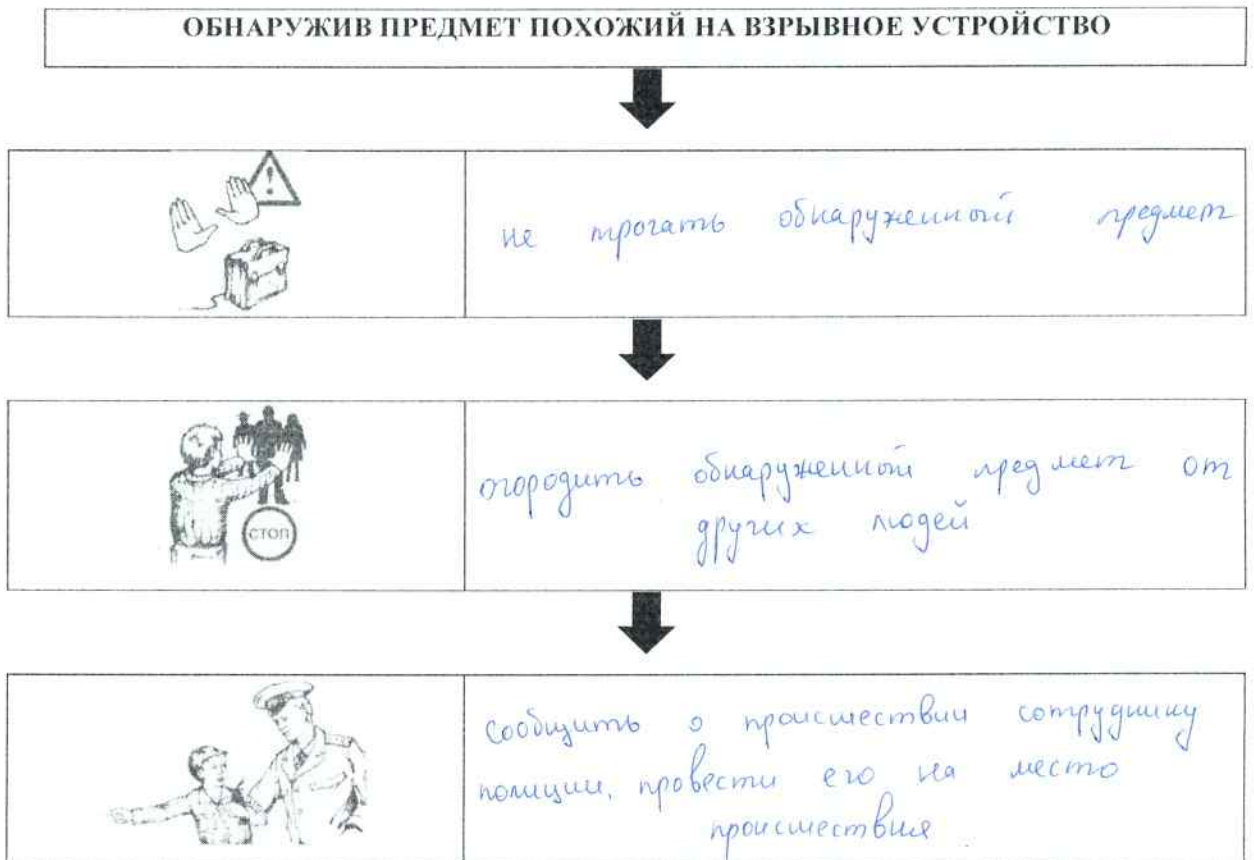 ОБНАРУЖИВ ПРЕДМЕТ ПОХОЖИЙ НА ВЗРЫВНОЕ УСТРОЙСТВО
не трогать обнаруженный предмет
СТОП
огородить обнаруженный предмет от
других людей
Сообщить о происшествии сотруднику
полиции, провести его на место
происшествия